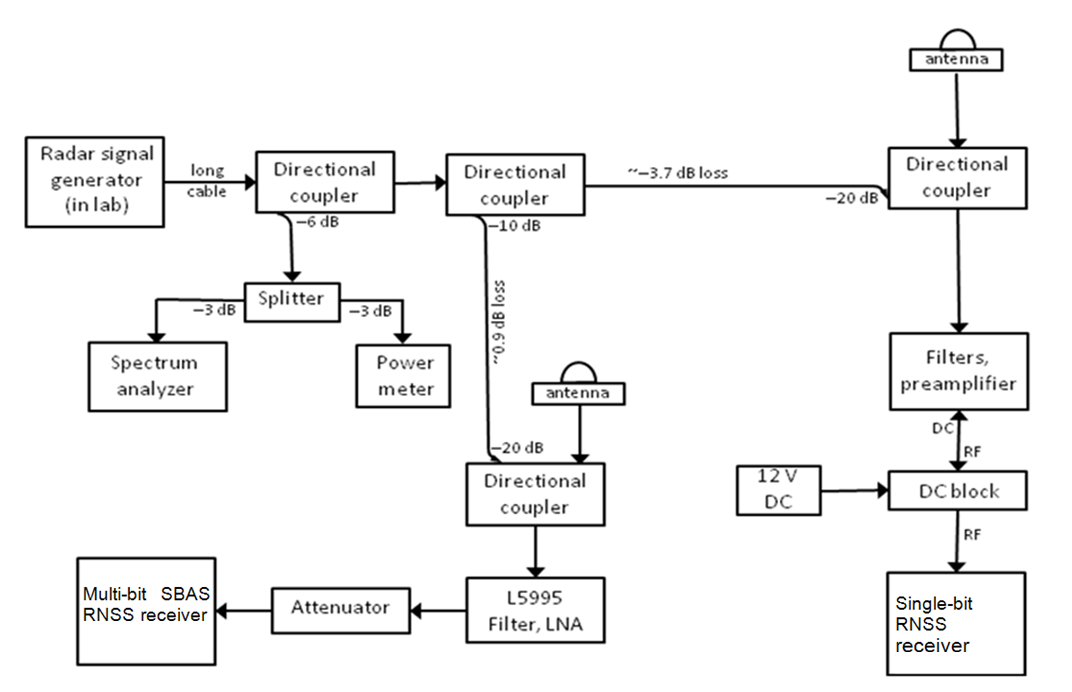 antenna
Radar signal
generator
(in lab)
long
cable
Directional
coupler
Directional
coupler
~−3.7 dB loss
−20 dB
Directional
coupler
−6 dB
−10 dB
Splitter
−3 dB
−3 dB
Spectrum
analyzer
Power
meter
~0.9 dB loss
antenna
Filters,
preamplifier
DC
RF
−20 dB
Directional
coupler
12 V
DC
DC block
RF
Multi-bit SBAS
RNSS receiver
Attenuator
L5995
Filter, LNA
Single-bit
RNSS
receiver